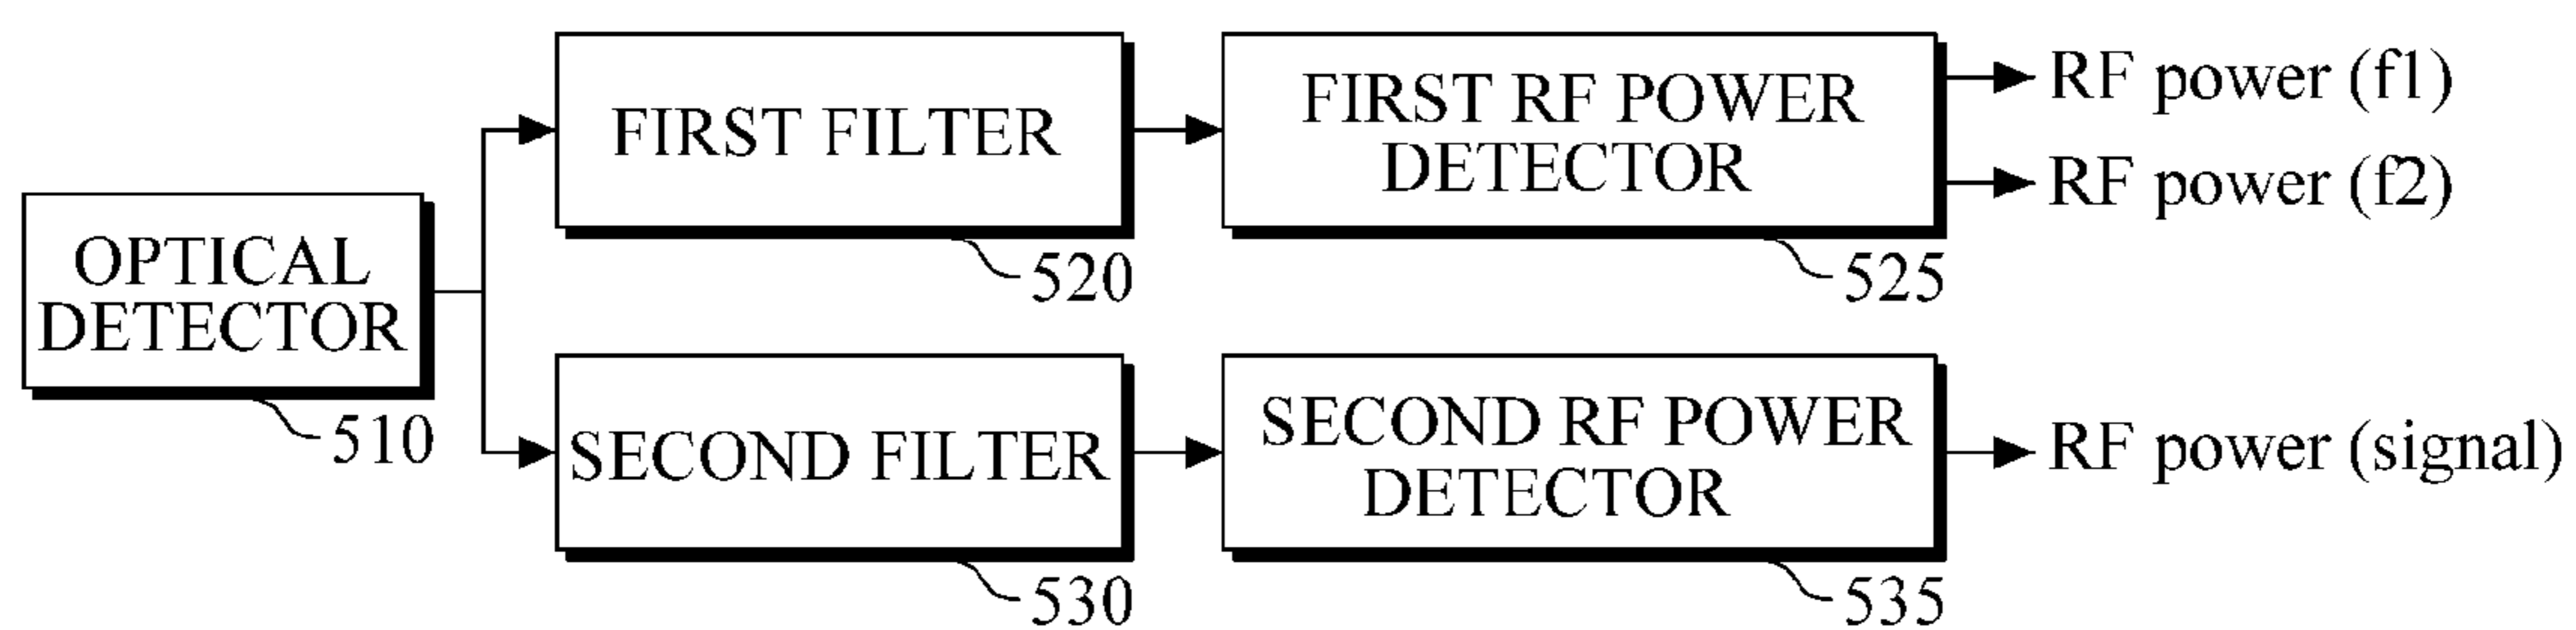 OPTICAL
DETECTOR
510
FIRST FILTER
520
FIRST RF POWER
DETECTOR
525
RF power (f1)
RF power (f2)
SECOND FILTER
530
SECOND RF POWER
DETECTOR
535
RF power (signal)